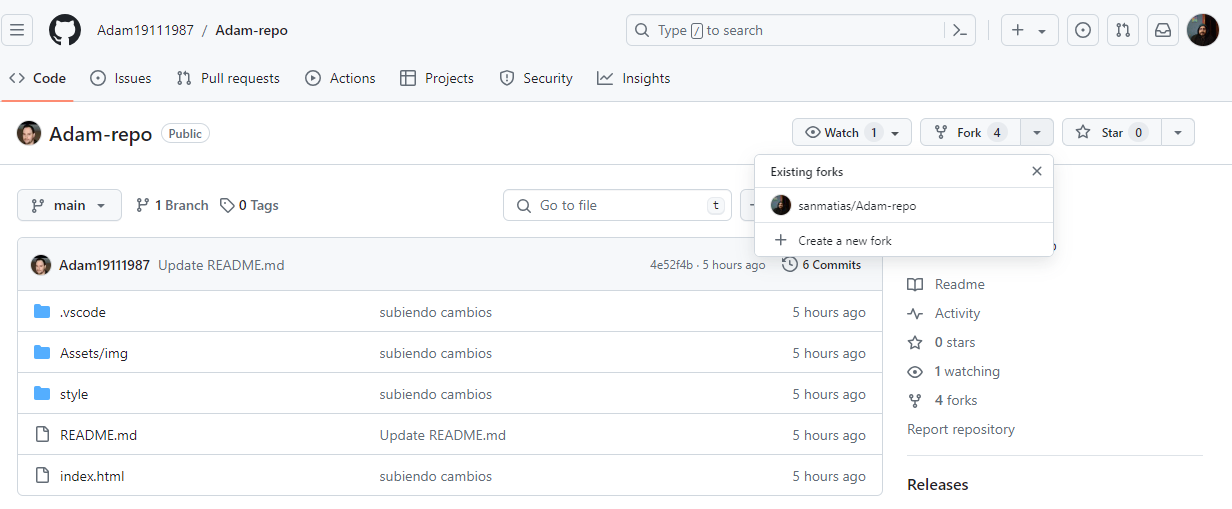 Adam19111987 / Adam-repo
Type / to search
Code Issues Pull requests Actions Projects Security Insights
Adam-repo Public
Watch 1 Fork 4 Star 0
Existing forks
sanmatias/Adam-repo
Create a new fork
main 1 Branch 0 Tags Go to file t
Adam19111987 Update README.md 4e52f4b · 5 hours ago 6 Commits
.vscode subiendo cambios 5 hours ago
Assets/img subiendo cambios 5 hours ago
style subiendo cambios 5 hours ago
README.md Update README.md 5 hours ago
index.html subiendo cambios 5 hours ago
Readme
Activity
0 stars
1 watching
4 forks
Report repository
Releases